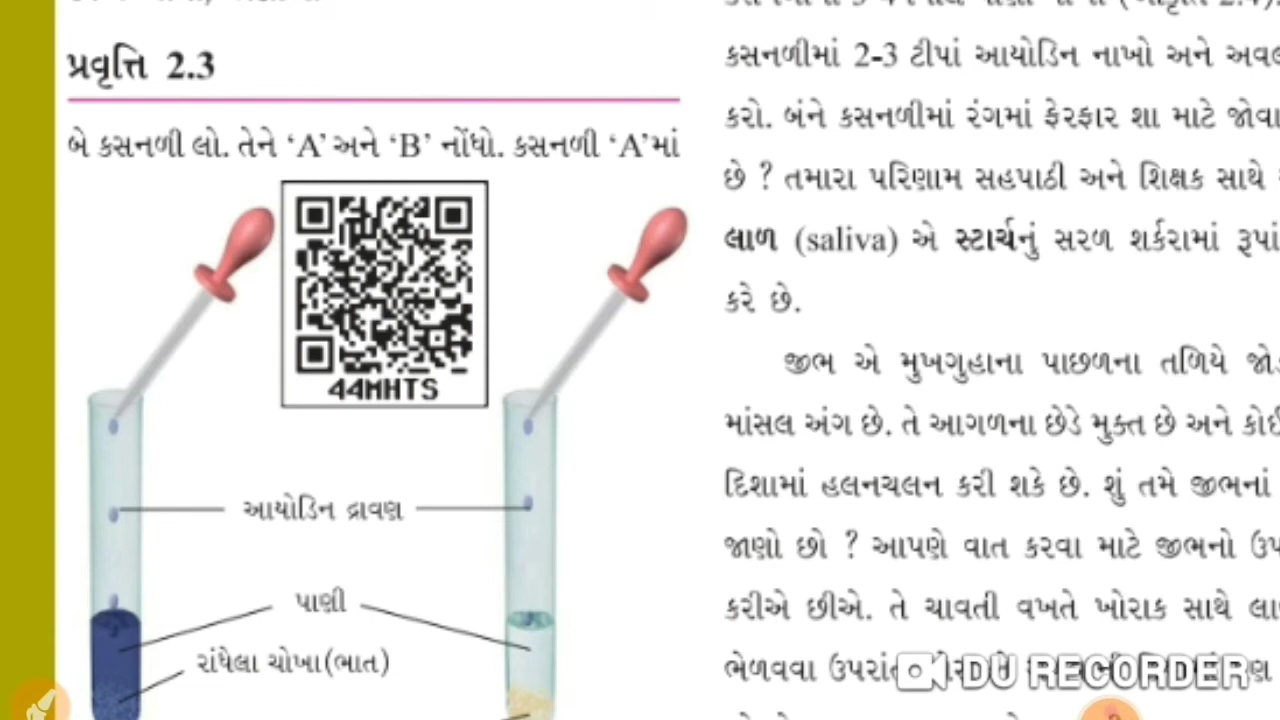 પ્રવૃત્તિ 2.3
બે કસનળી લો. તેને ‘A’ અને ‘B’ નોંધો. કસનળી ‘A’માં
44MHTS
આયોડિન દ્રાવણ
પાણી
રાંધેલા ચોખા(ભાત)
કસનળીમાં 2-3 ટીપાં આયોડિન નાખો અને
કરો. બંને કસનળીમાં રંગમાં ફેરફાર શા માટે
છે ? તમારા પરિણામ સહપાઠી અને શિક્ષક સાથે
લાળ (saliva) એ સ્ટાર્ચનું સરળ શર્કરામાં
કરે છે.
જીભ એ મુખગુહાના પાછળના તળિયે
માંસલ અંગ છે. તે આગળના છેડે મુક્ત છે અને
દિશામાં હલનચલન કરી શકે છે. શું તમે જીભનાં
જાણો છો ? આપણે વાત કરવા માટે જીભનો
કરીએ છીએ. તે ચાવતી વખતે ખોરાક સાથે
ભેળવવા
DU RECORDER